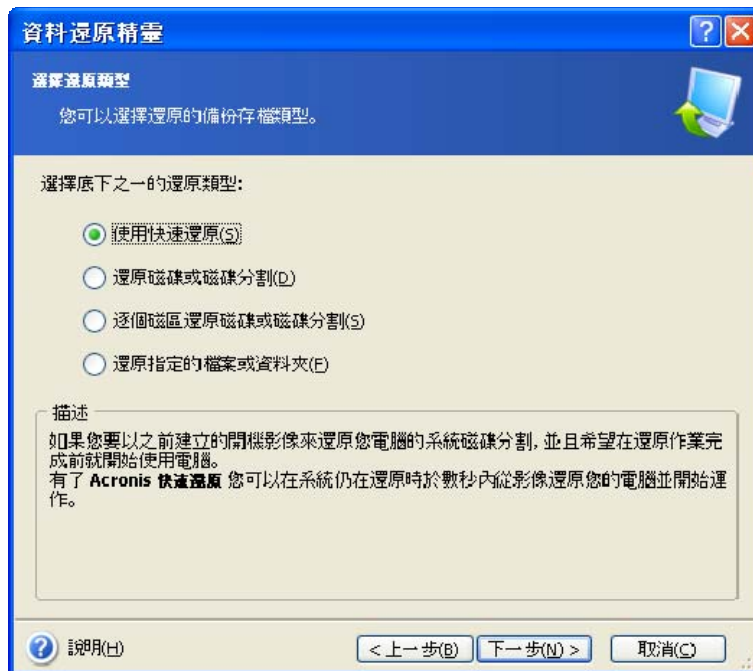 資料還原精靈
選擇還原類型
您可以選擇還原的備份存檔類型。
選擇底下之一的還原類型:
使用快速還原(S)
還原磁碟或磁碟分割(D)
逐個磁區還原磁碟或磁碟分割(S)
還原指定的檔案或資料夾(F)
描述
如果您要以之前建立的開機影像來還原您電腦的系統磁碟分割, 並且希望在還原作業完
成前就開始使用電腦。
有了 Acronis 快速還原 您可以在系統仍在還原時於數秒內從影像還原您的電腦並開始運
作。
說明(H)
< 上一步(B)
下一步(N) >
取消(C)